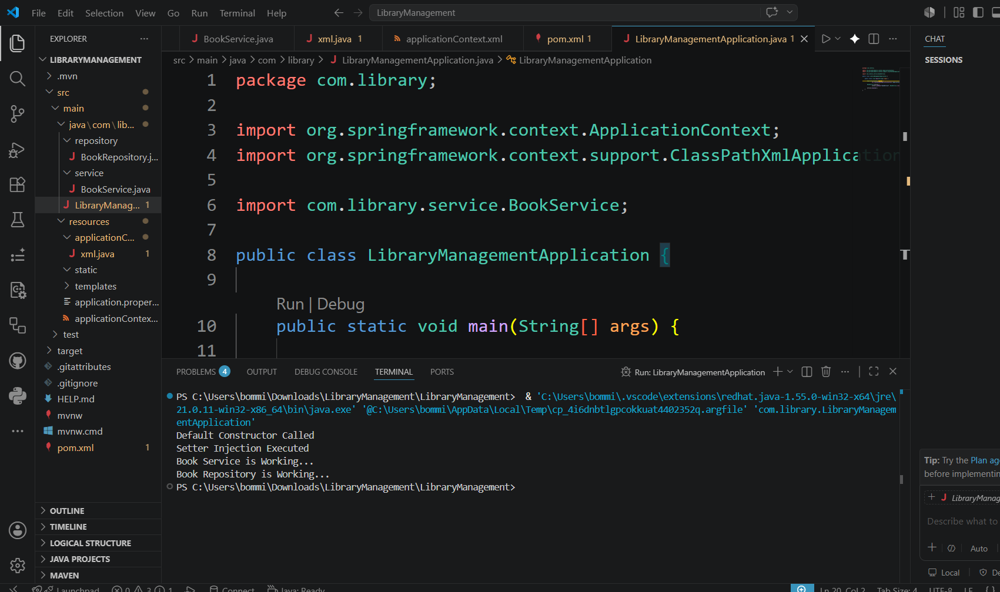 File Edit Selection View Go Run Terminal Help
LibraryManagement
EXPLORER
LIBRARYMANAGEMENT
.mvn
src
main
java\com\lib...
repository
BookRepository.j...
service
BookService.java
LibraryManag... 1
resources
applicationC...
xml.java 1
static
templates
application.proper...
applicationContex...
test
target
.gitattributes
.gitignore
HELP.md
mvnw
mvnw.cmd
pom.xml 1
OUTLINE
TIMELINE
LOGICAL STRUCTURE
JAVA PROJECTS
MAVEN
BookService.java xml.java 1 applicationContext.xml pom.xml 1 LibraryManagementApplication.java 1
src > main > java > com > library > LibraryManagementApplication.java > LibraryManagementApplication
1 package com.library;
2
3 import org.springframework.context.ApplicationContext;
4 import org.springframework.context.support.ClassPathXmlApplication
5
6 import com.library.service.BookService;
7
8 public class LibraryManagementApplication {
9
Run | Debug
10 public static void main(String[] args) {
11
PROBLEMS 4 OUTPUT DEBUG CONSOLE TERMINAL PORTS
Run: LibraryManagementApplication
PS C:\Users\bommi\Downloads\LibraryManagement\LibraryManagement> & 'C:\Users\bommi\.vscode\extensions\redhat.java-1.55.0-win32-x64\jre\
21.0.11-win32-x86_64\bin\java.exe' '@C:\Users\bommi\AppData\Local\Temp\cp_4i6dnbtlgpcokkuat4402352q.argfile' 'com.library.LibraryManagem
entApplication'
Default Constructor Called
Setter Injection Executed
Book Service is Working...
Book Repository is Working...
PS C:\Users\bommi\Downloads\LibraryManagement\LibraryManagement>
CHAT
SESSIONS
Tip: Try the Plan ag
before implementin
LibraryManag
Describe what to
Auto
Local De
Launchpad 0 3 1 Connect Java: Ready
Ln 20, Col 2 Tab Size: 4 UTF-8 LF { }